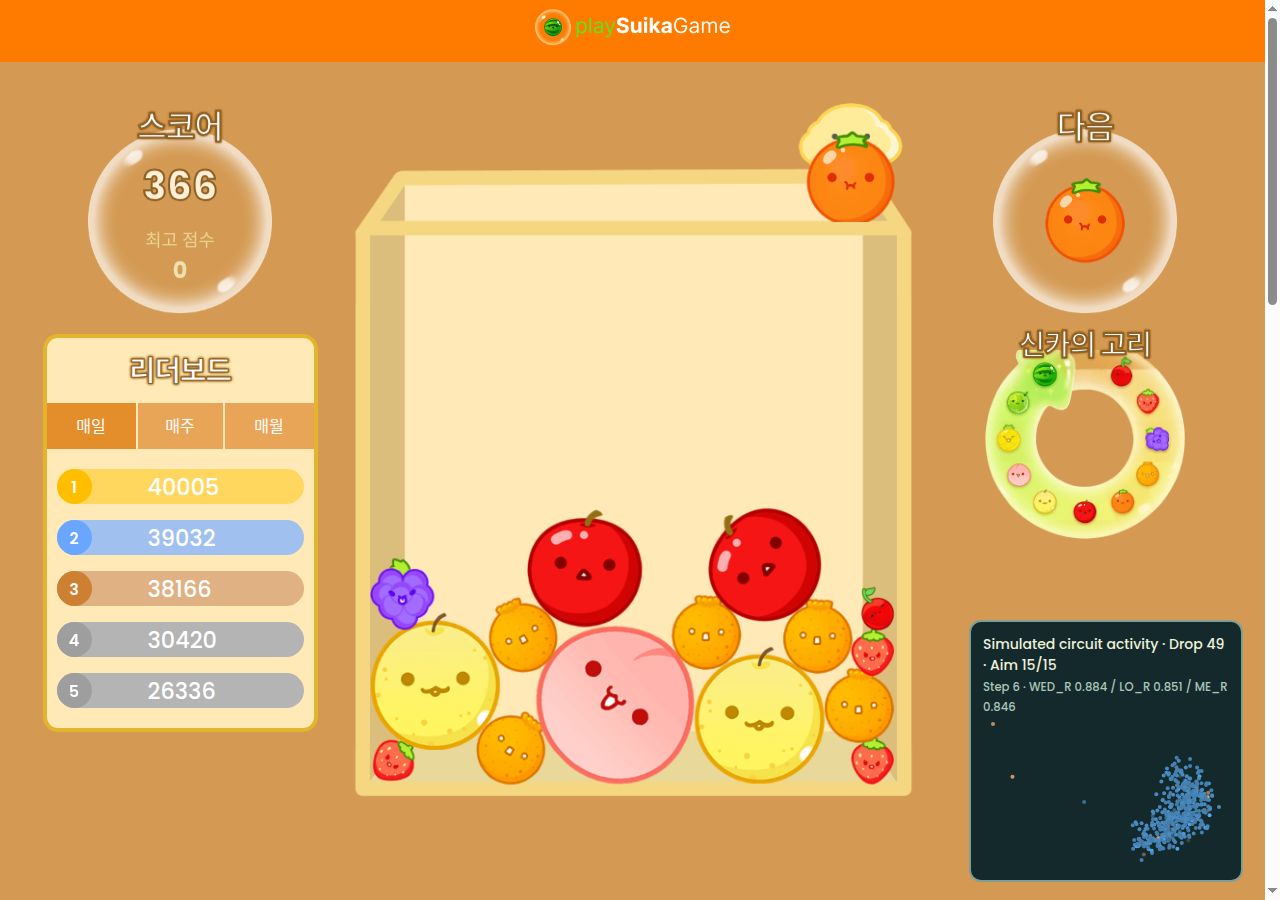 playSuikaGame
스코어
366
최고 점수
0
리더보드
매일 매주 매월
1 40005
2 39032
3 38166
4 30420
5 26336
다음
신카의 고리
Simulated circuit activity · Drop 49
· Aim 15/15
Step 6 · WED_R 0.884 / LO_R 0.851 / ME_R
0.846